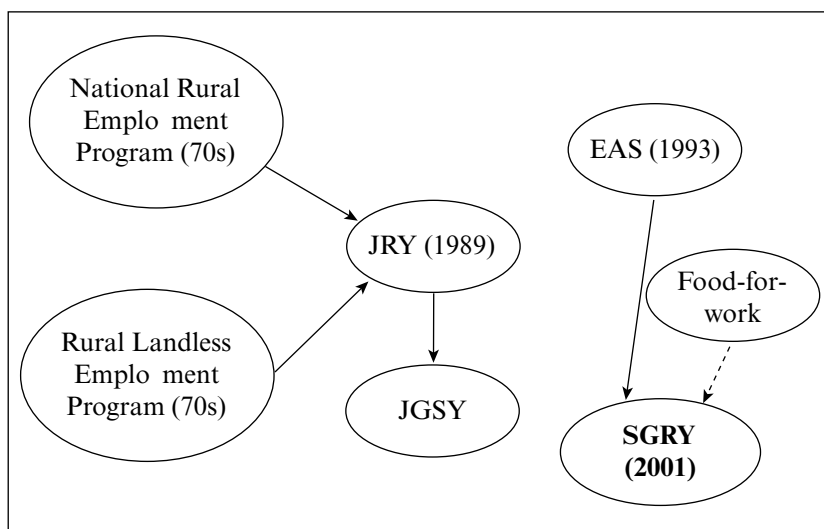 National Rural
Emplo ment
Program (70s)
EAS (1993)
JRY (1989)
Food-for-
work
Rural Landless
Emplo ment
Program (70s)
JGSY
SGRY
(2001)